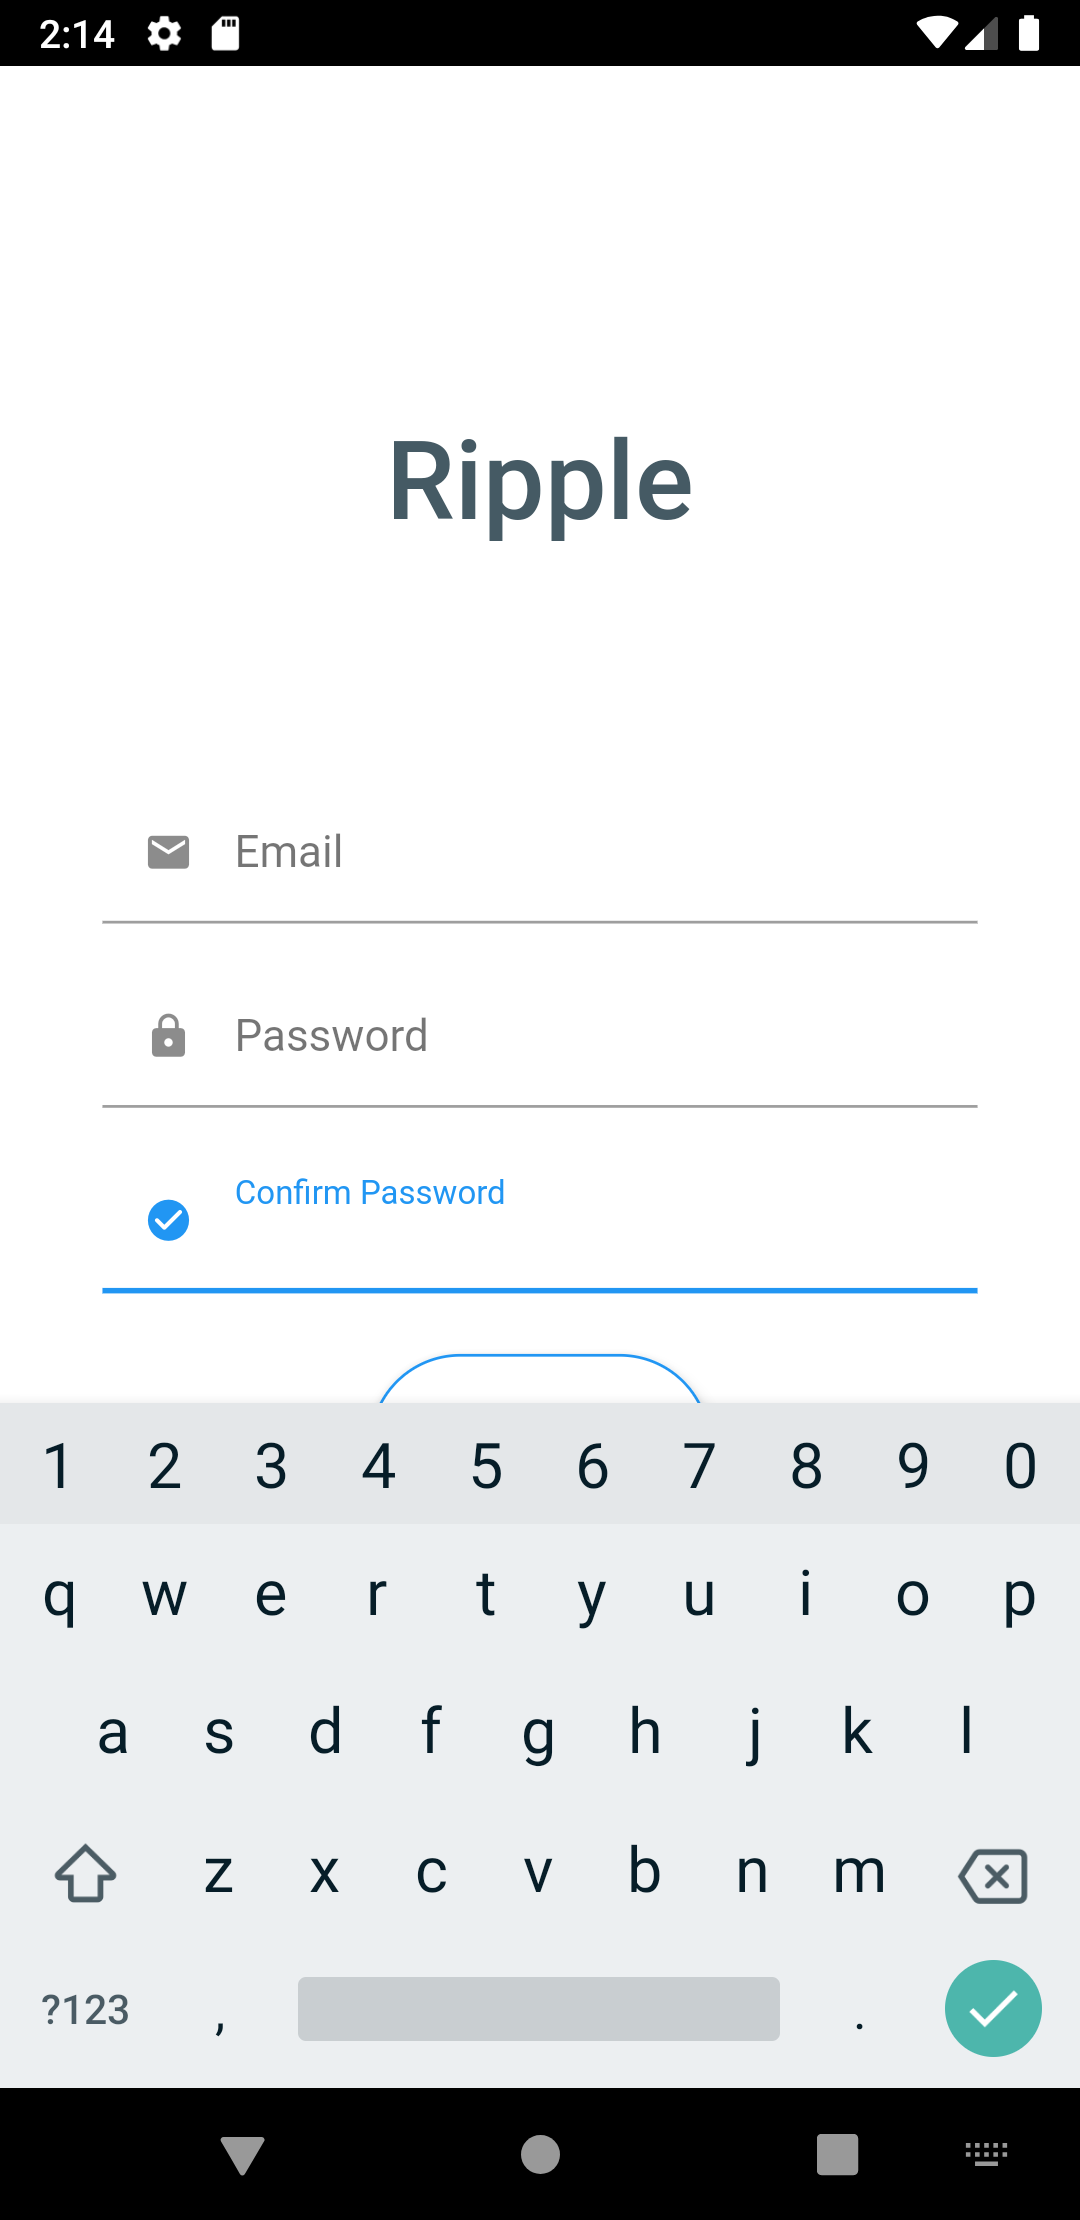 2:14
Ripple
Email
Password
Confirm Password
1 2 3 4 5 6 7 8 9 0
q w e r t y u i o p
a s d f g h j k l
z x c v b n m
?123 , .